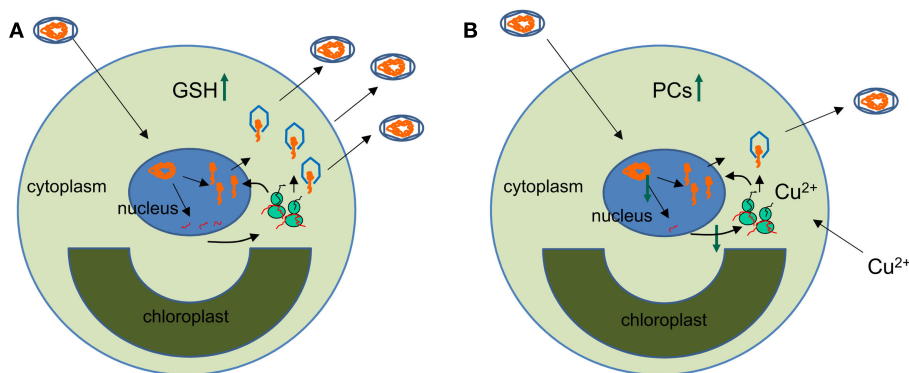 A
GSH
cytoplasm
nucleus
chloroplast
B
PCs
cytoplasm
Cu²⁺
nucleus
Cu²⁺
chloroplast